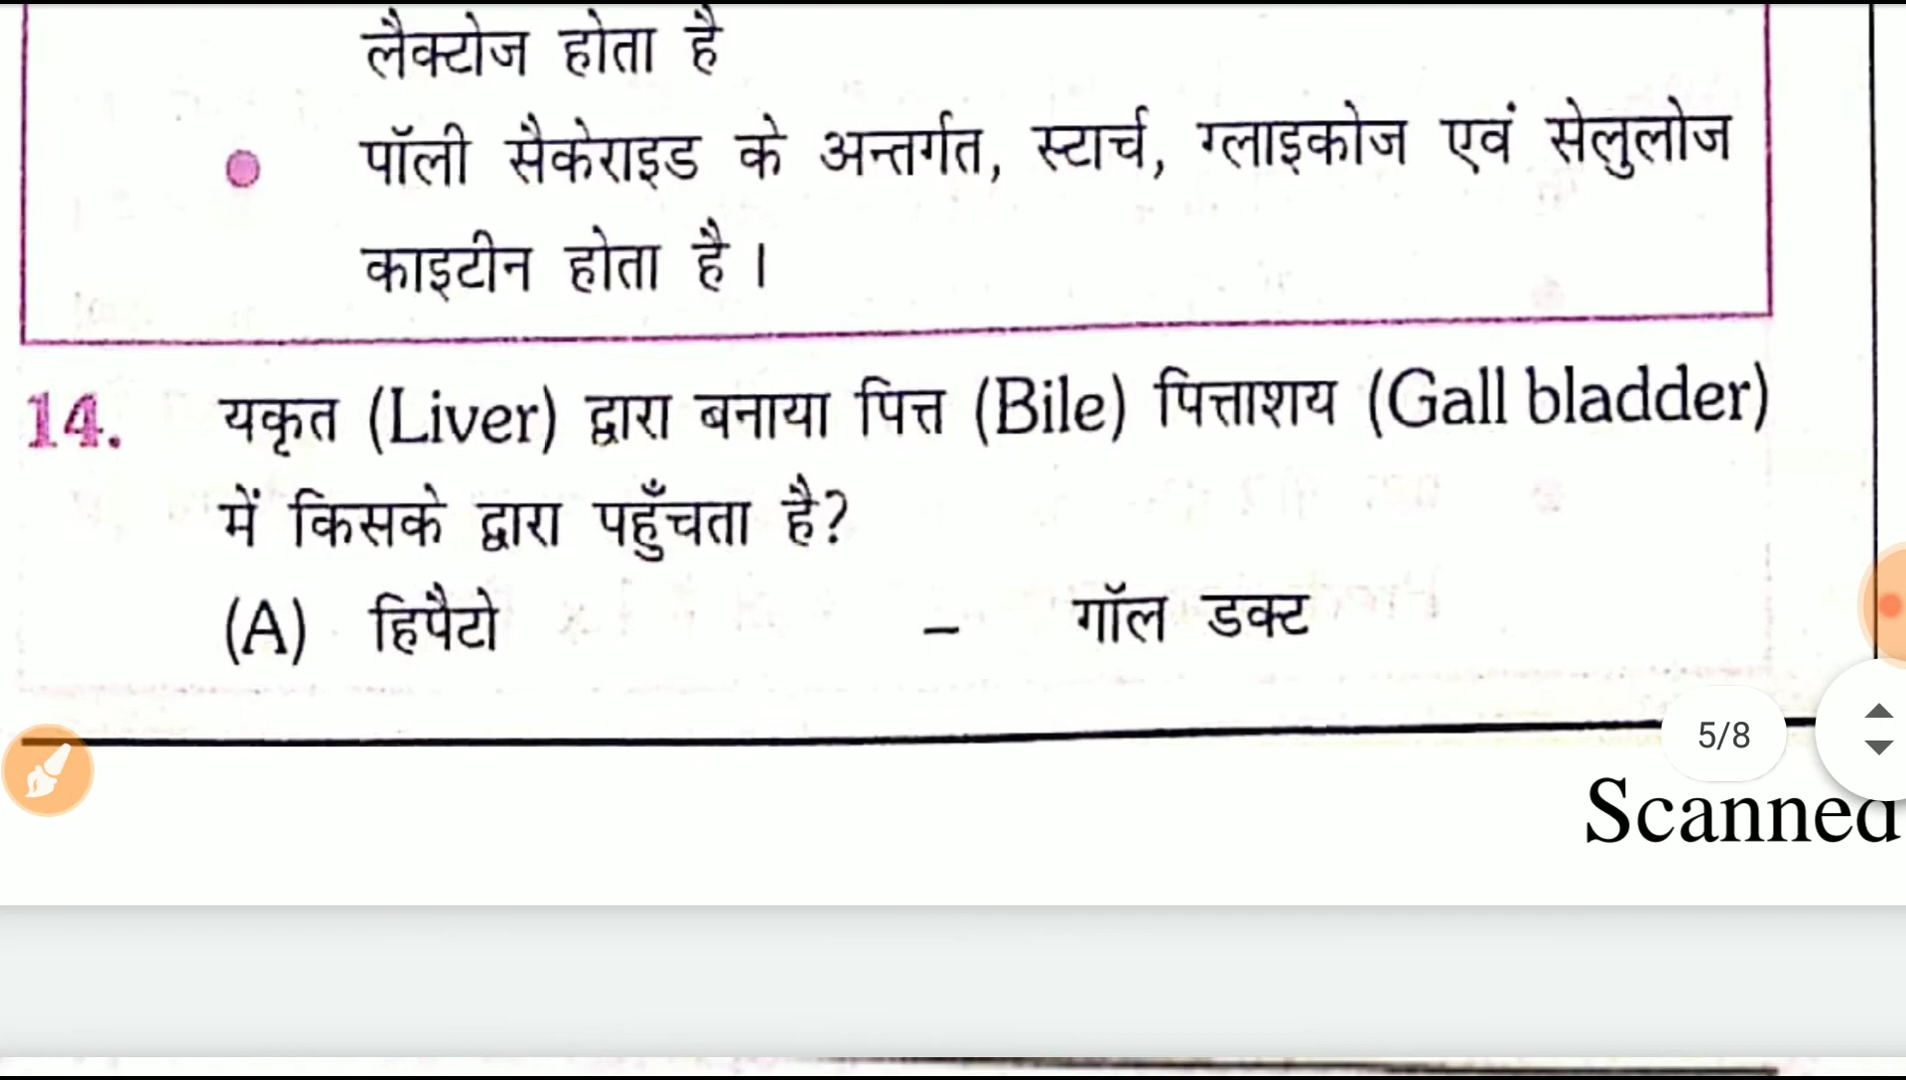 लैक्टोज होता है
पॉली सैकेराइड के अन्तर्गत, स्टार्च, ग्लाइकोज एवं सेलुलोज
काइटीन होता है।
14. यकृत (Liver) द्वारा बनाया पित्त (Bile) पित्ताशय (Gall bladder)
में किसके द्वारा पहुँचता है?
(A) हिपैटो – गॉल डक्ट
5/8
Scanned